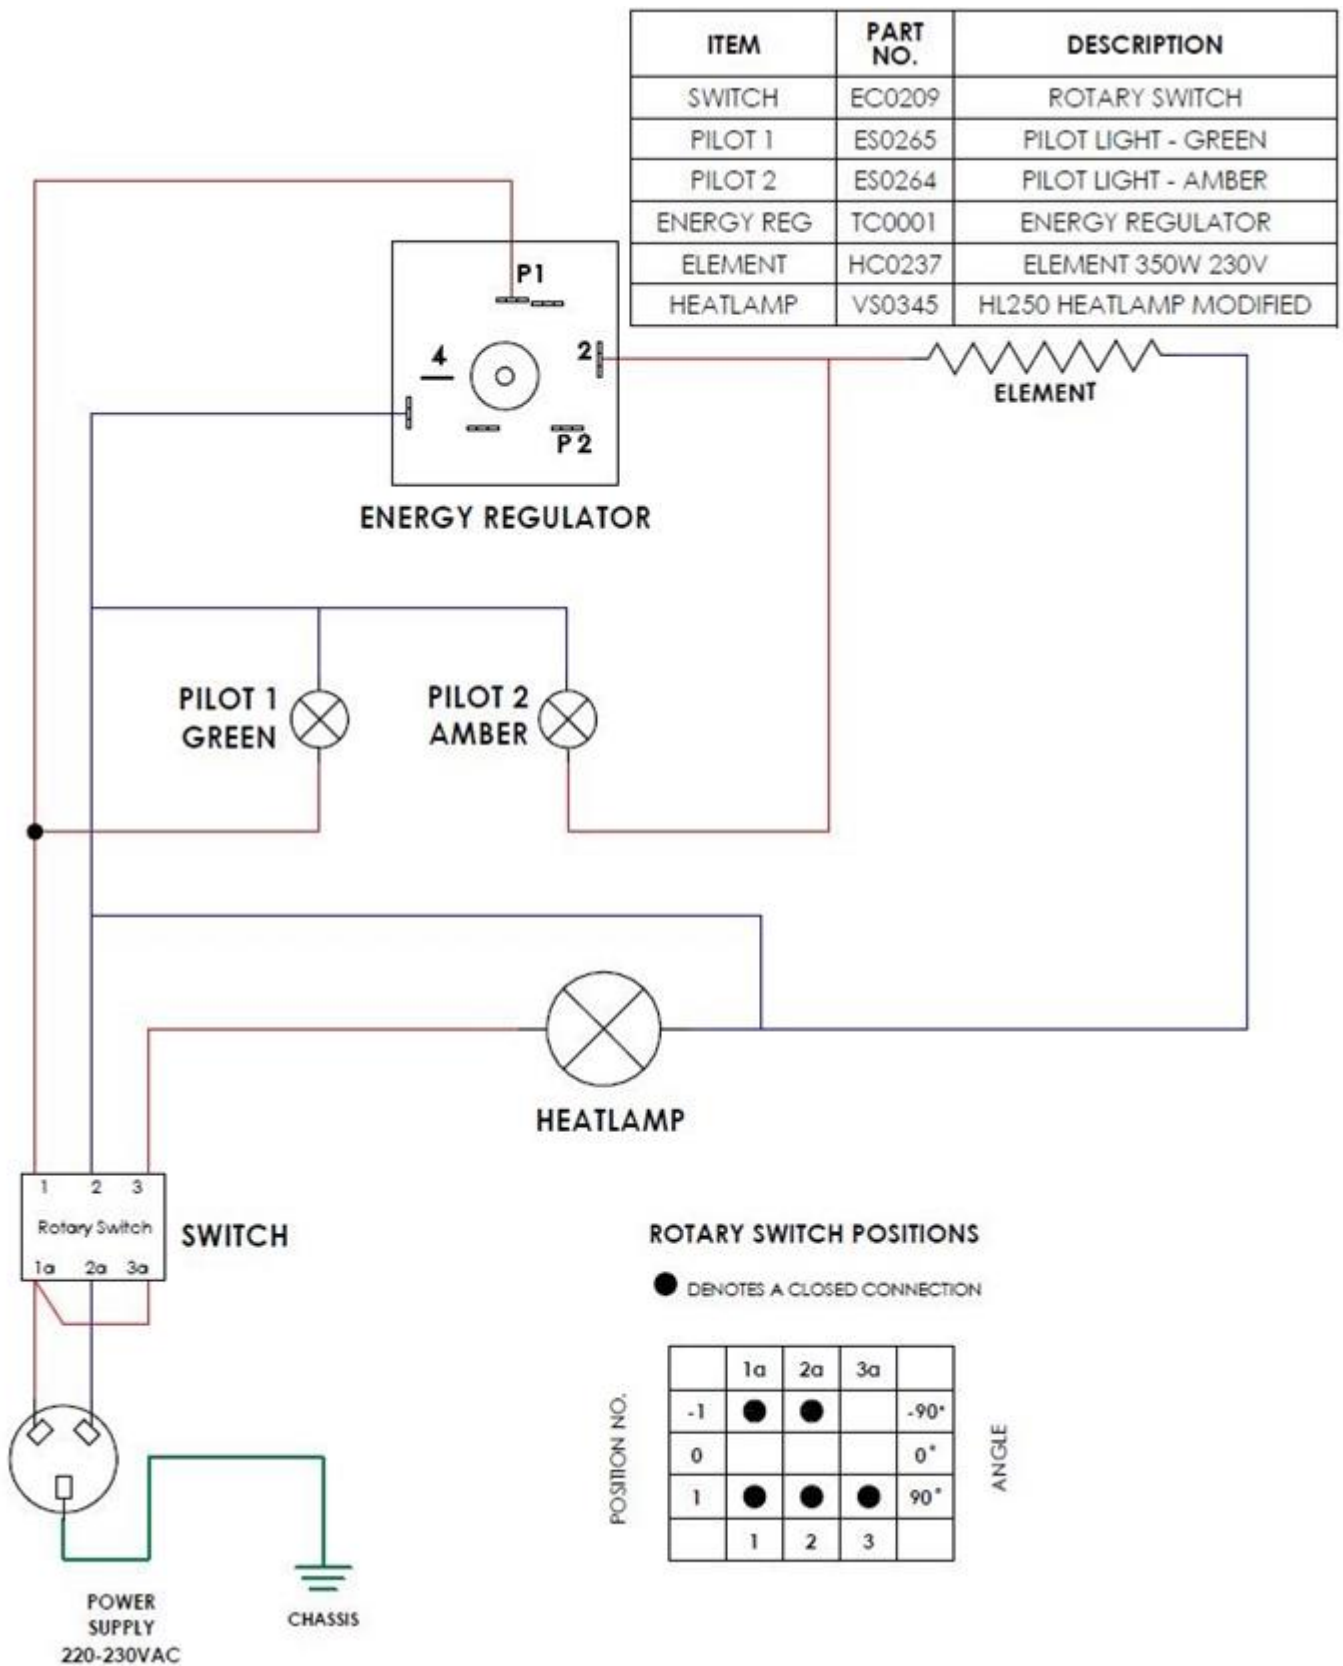 ITEM PART NO. DESCRIPTION
SWITCH EC0209 ROTARY SWITCH
PILOT 1 ES0265 PILOT LIGHT - GREEN
PILOT 2 ES0264 PILOT LIGHT - AMBER
ENERGY REG TC0001 ENERGY REGULATOR
ELEMENT HC0237 ELEMENT 350W 230V
HEATLAMP VS0345 HL250 HEATLAMP MODIFIED
P1
4
2
P 2
ELEMENT
ENERGY REGULATOR
PILOT 1
GREEN
PILOT 2
AMBER
HEATLAMP
1 2 3
Rotary Switch
1a 2a 3a
SWITCH
ROTARY SWITCH POSITIONS
DENOTES A CLOSED CONNECTION
POSITION NO.
1a 2a 3a
-1 -90°
0 0°
1 90°
1 2 3
ANGLE
POWER
SUPPLY
220-230VAC
CHASSIS